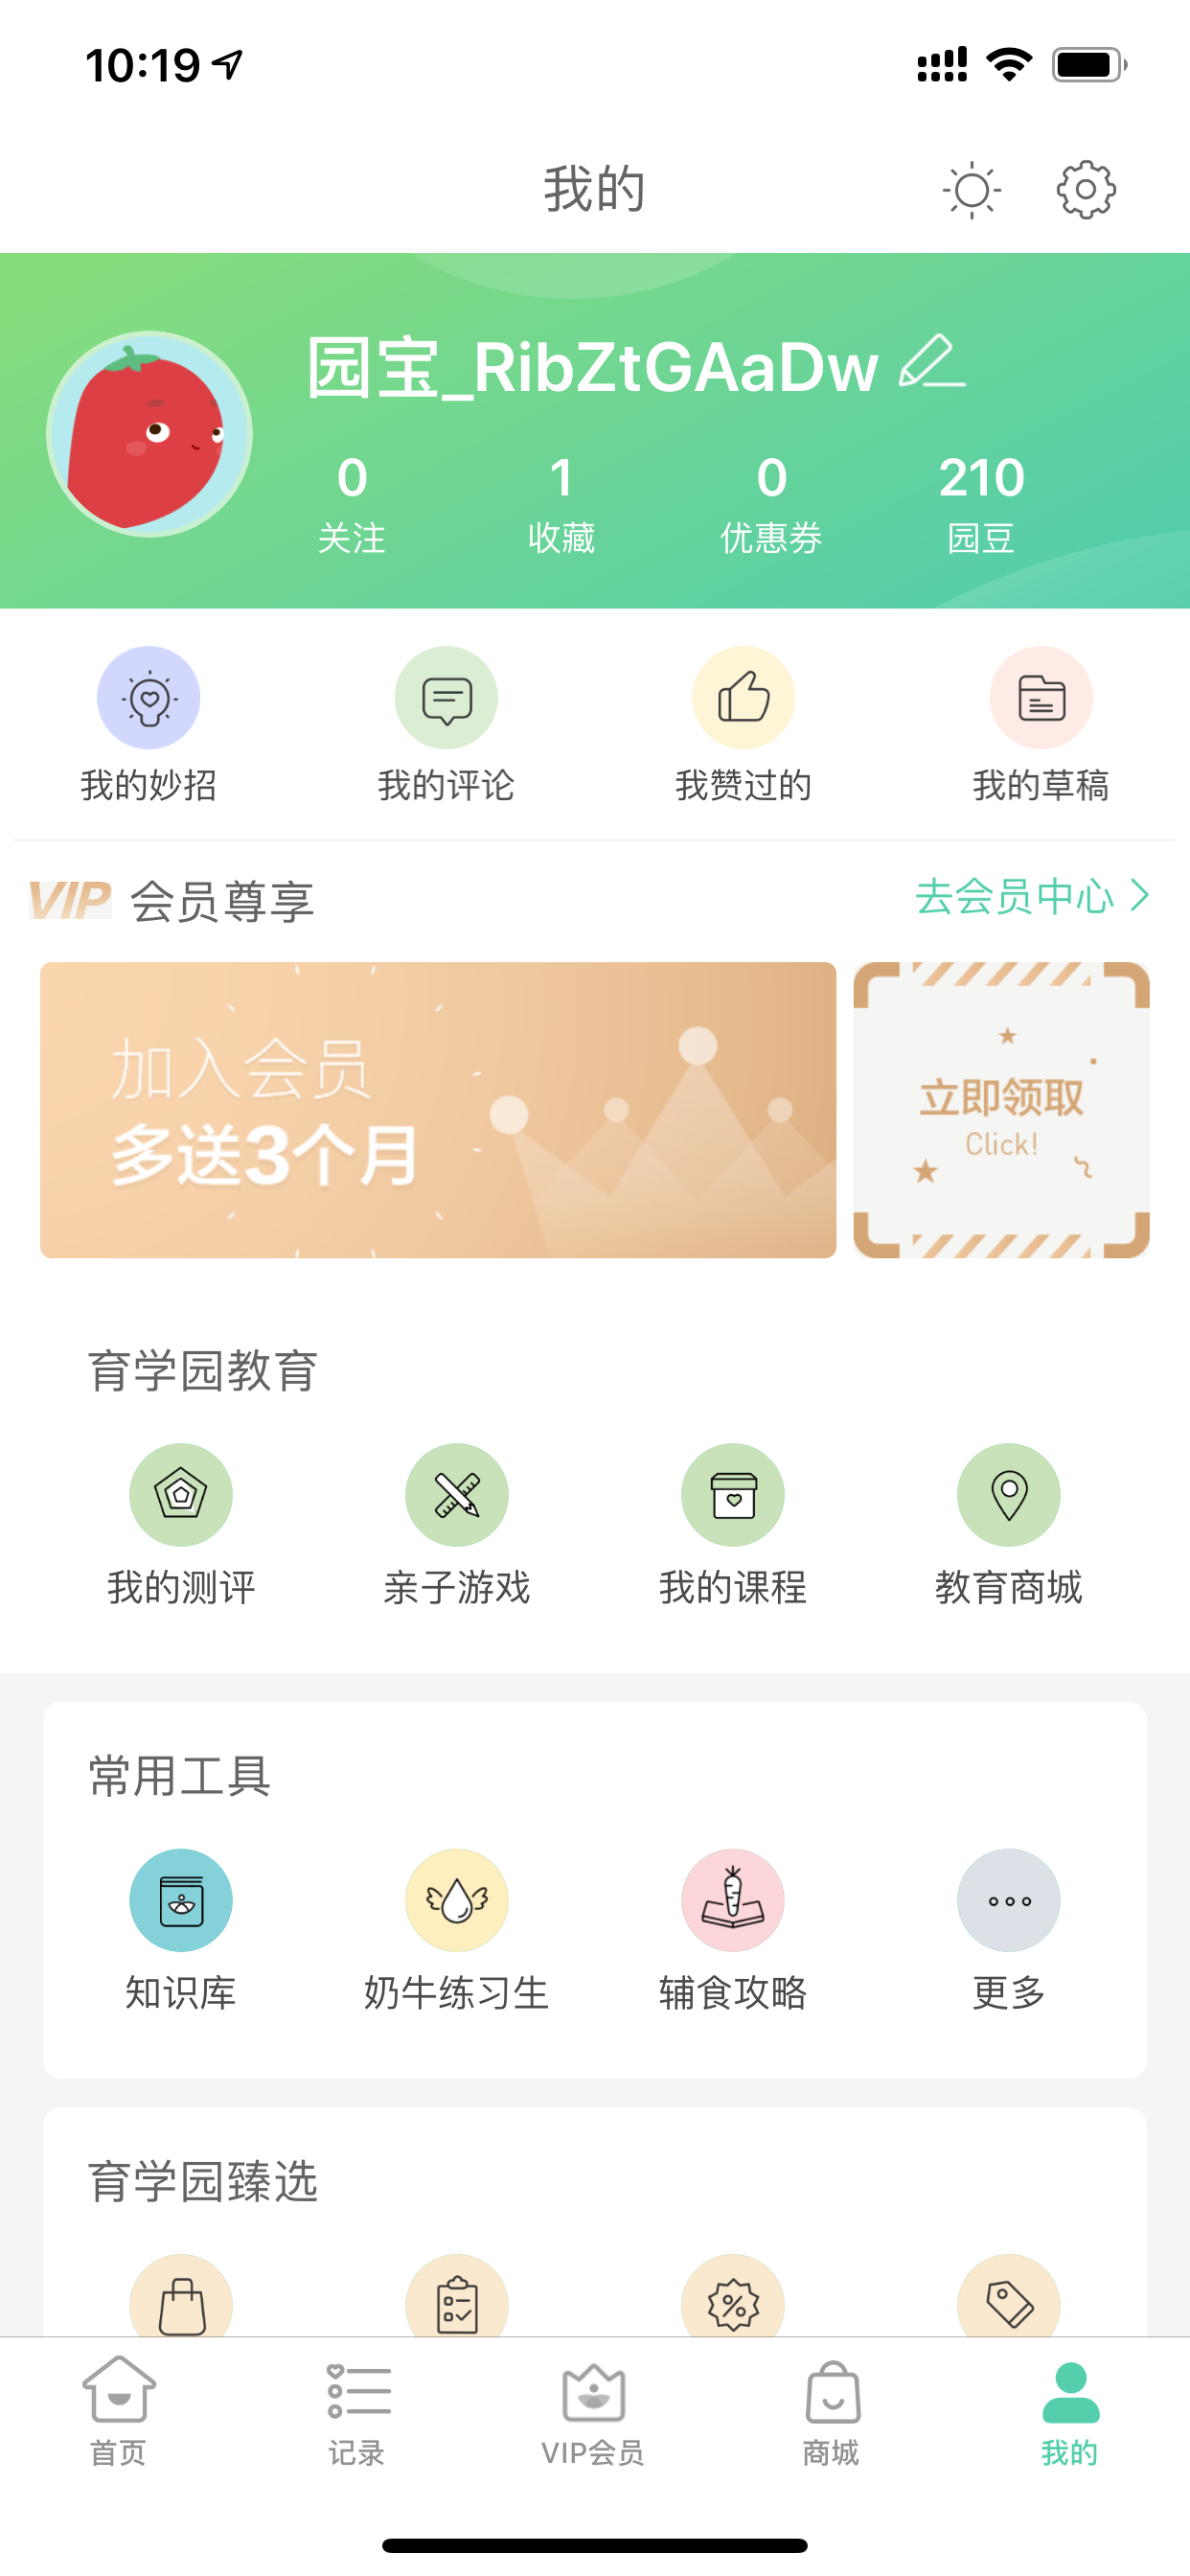 10:19
我的
园宝_RibZtGAaDw
0 1 0 210
关注 收藏 优惠券 园豆
我的妙招 我的评论 我赞过的 我的草稿
VIP 会员尊享 去会员中心
加入会员
多送3个月
立即领取
Click!
育学园教育
我的测评 亲子游戏 我的课程 教育商城
常用工具
知识库 奶牛练习生 辅食攻略 更多
育学园臻选
首页 记录 VIP会员 商城 我的